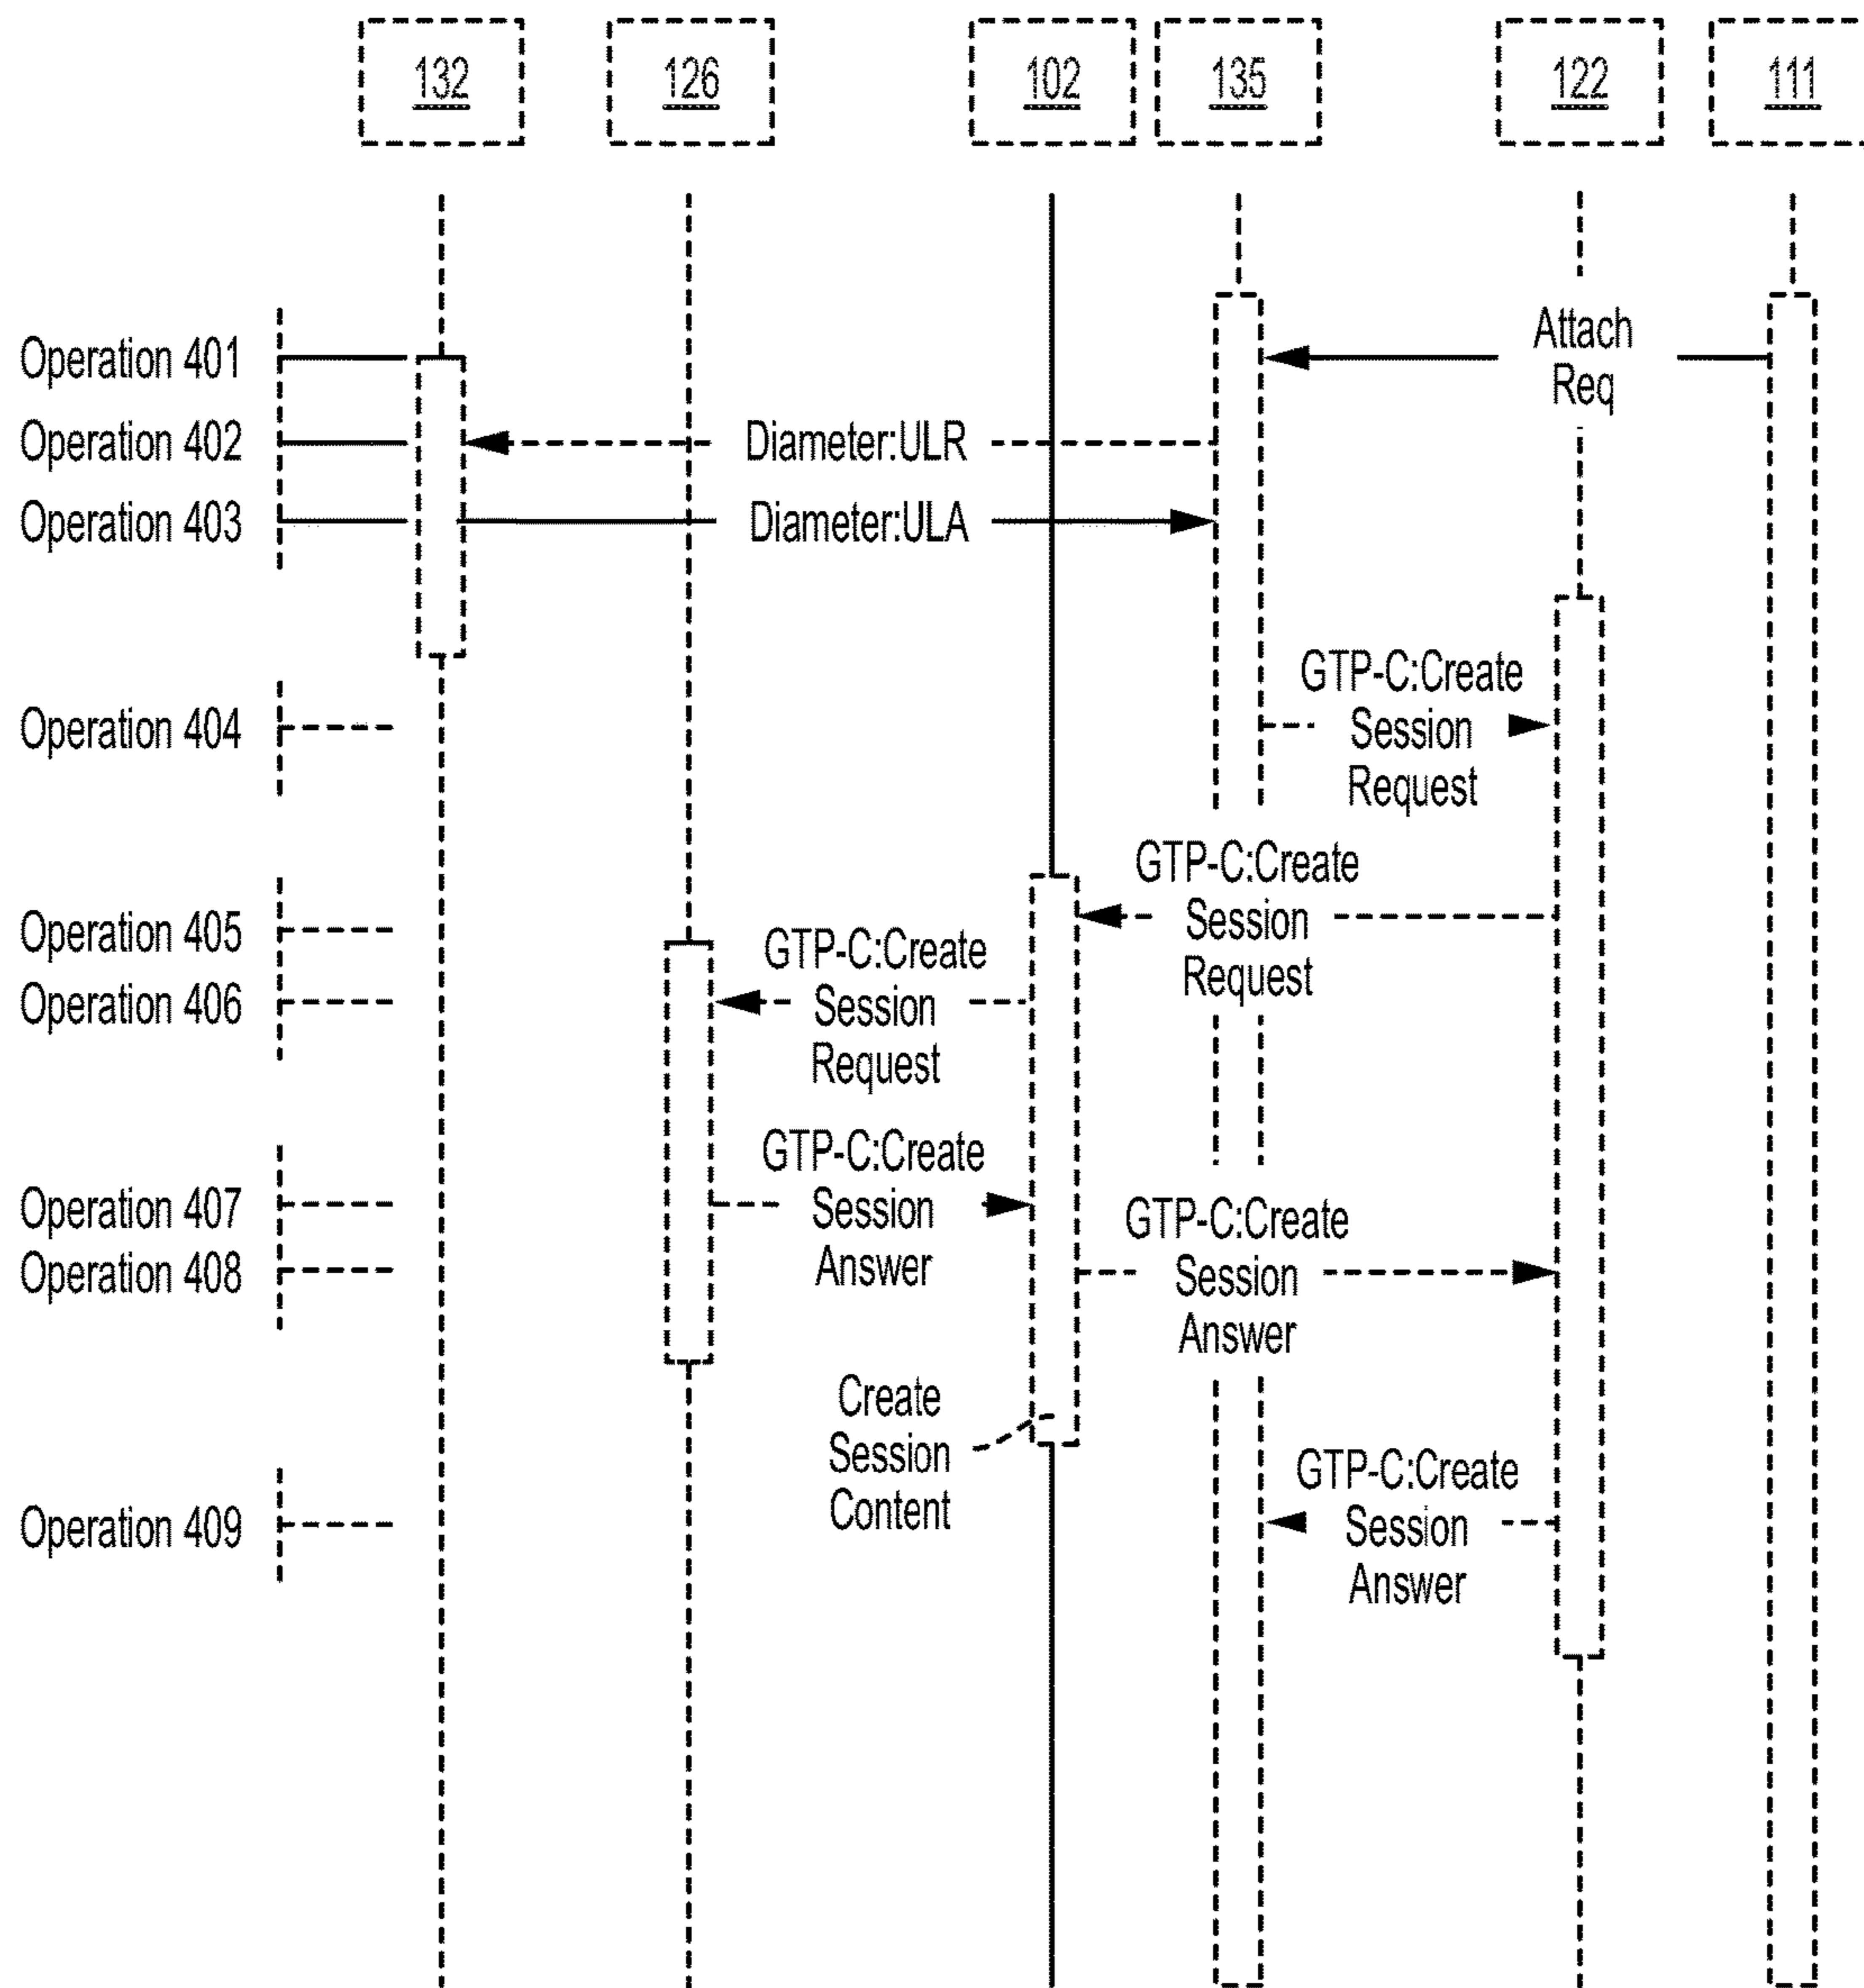 132
126
102
135
122
111
Operation 401
Attach
Req
Operation 402
Diameter:ULR
Operation 403
Diameter:ULA
Operation 404
GTP-C:Create
Session
Request
Operation 405
GTP-C:Create
Session
Request
Operation 406
GTP-C:Create
Session
Request
Operation 407
GTP-C:Create
Session
Answer
Operation 408
GTP-C:Create
Session
Answer
Create
Session
Content
Operation 409
GTP-C:Create
Session
Answer